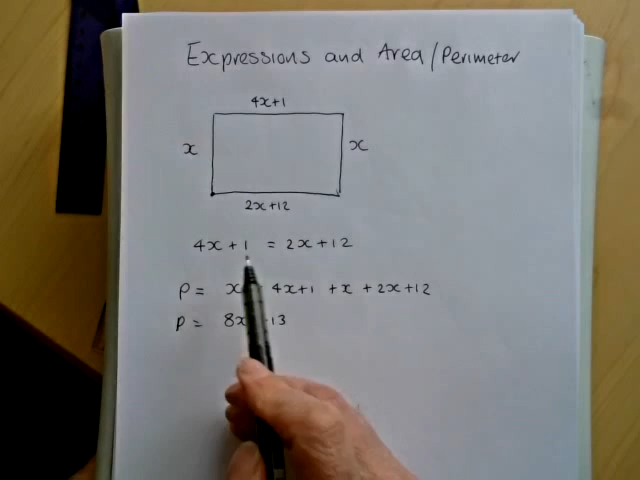 Expressions and Area/Perimeter
4x+1
x
x
2x+12
4x + 1 = 2x + 12
P = x 4x+1 + x + 2x+12
P = 8x 13